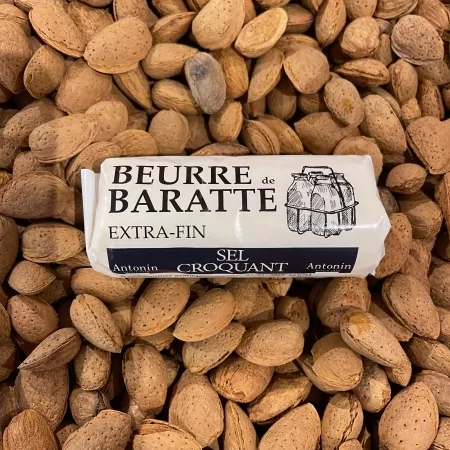 BEURRE de
BARATTE
EXTRA-FIN
SEL
Antonin CROQUANT Antonin